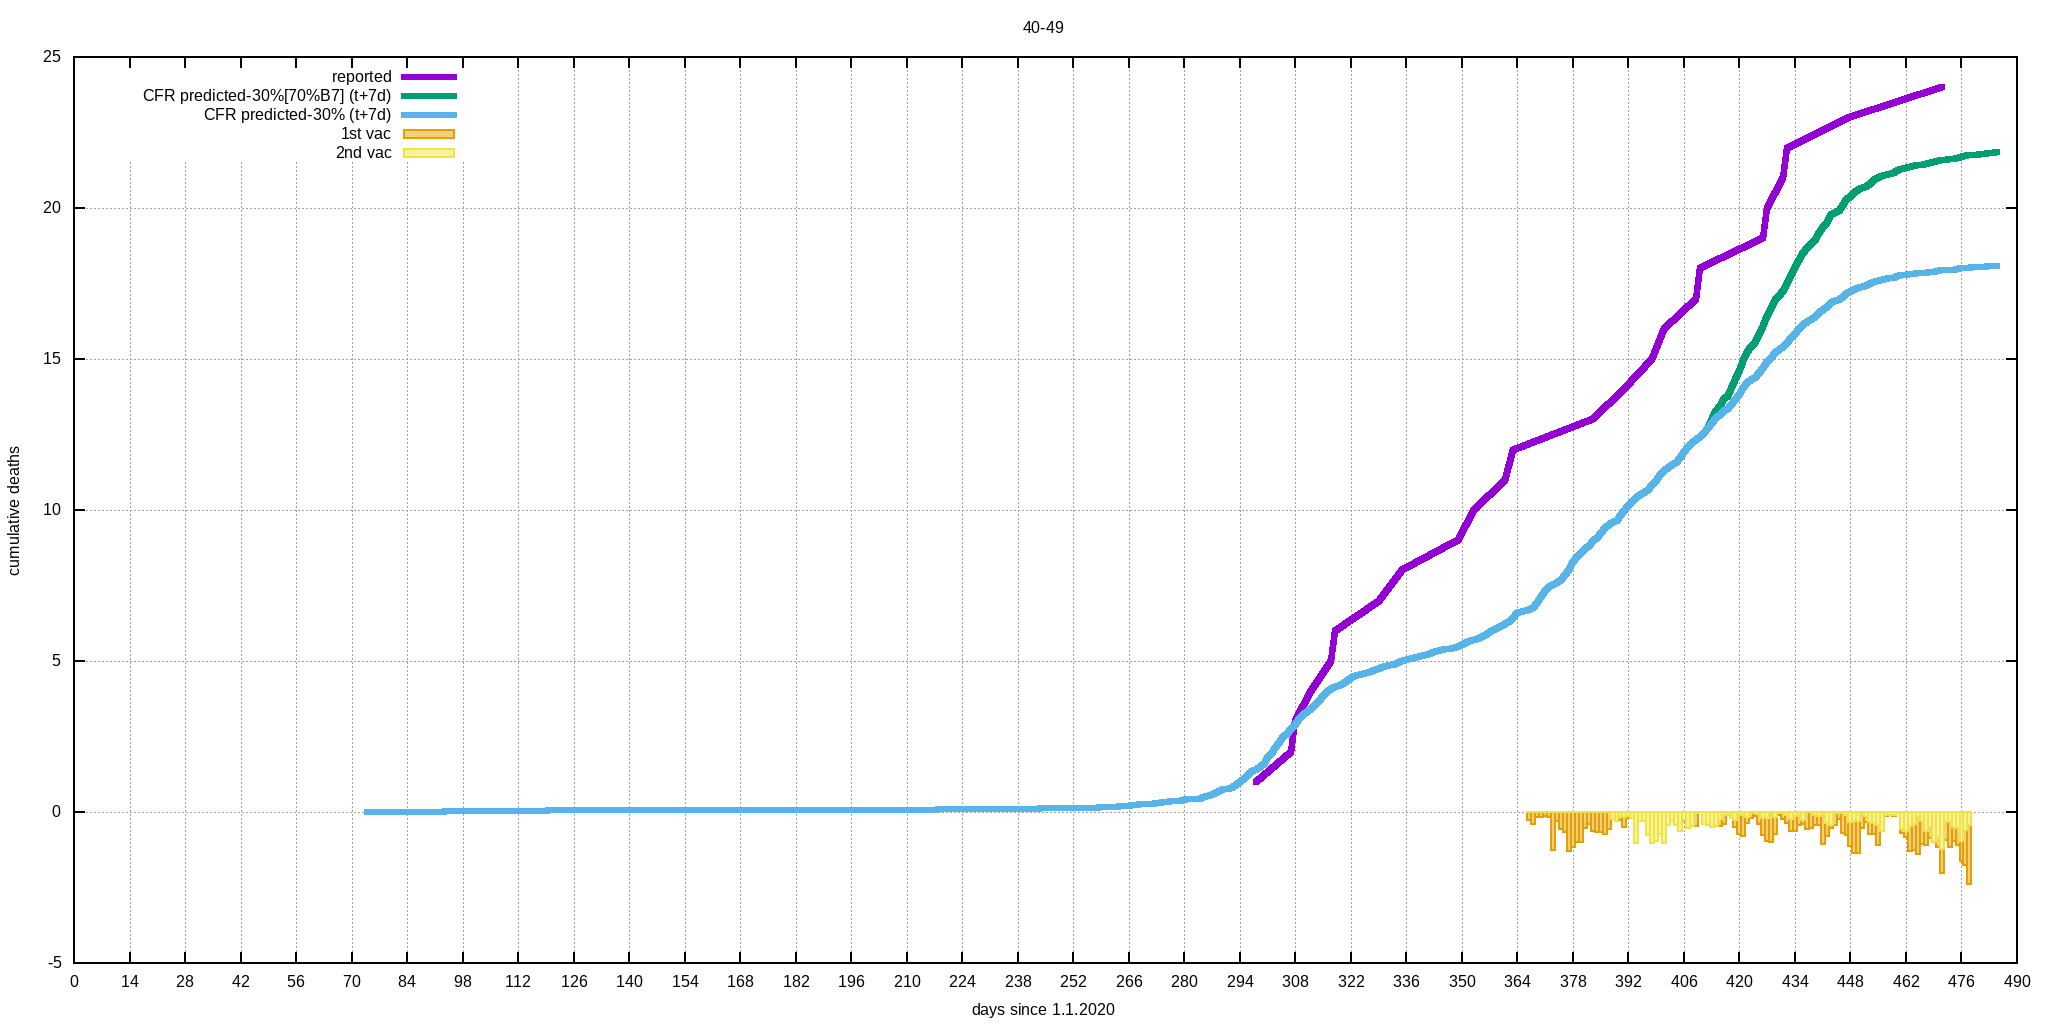 40-49
25
20
15
10
5
0
-5
cumulative deaths
reported
CFR predicted-30%[70%B7] (t+7d)
CFR predicted-30% (t+7d)
1st vac
2nd vac
0 14 28 42 56 70 84 98 112 126 140 154 168 182 196 210 224 238 252 266 280 294 308 322 336 350 364 378 392 406 420 434 448 462 476 490
days since 1.1.2020